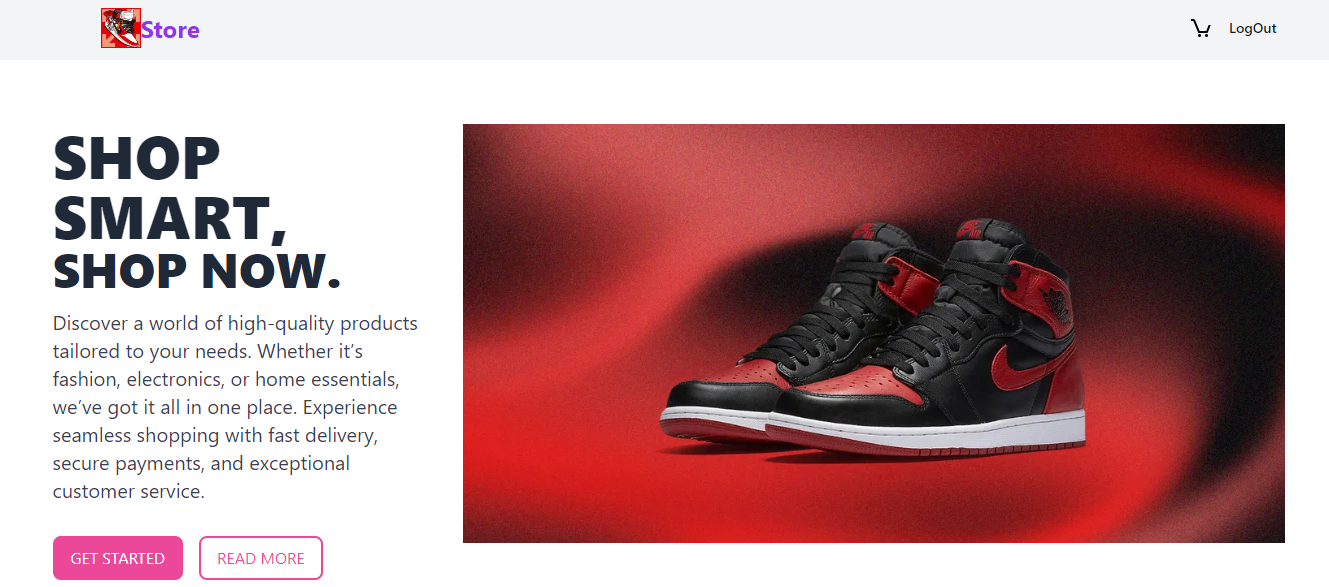 Store
LogOut
SHOP
SMART,
SHOP NOW.
Discover a world of high-quality products
tailored to your needs. Whether it’s
fashion, electronics, or home essentials,
we’ve got it all in one place. Experience
seamless shopping with fast delivery,
secure payments, and exceptional
customer service.
GET STARTED
READ MORE